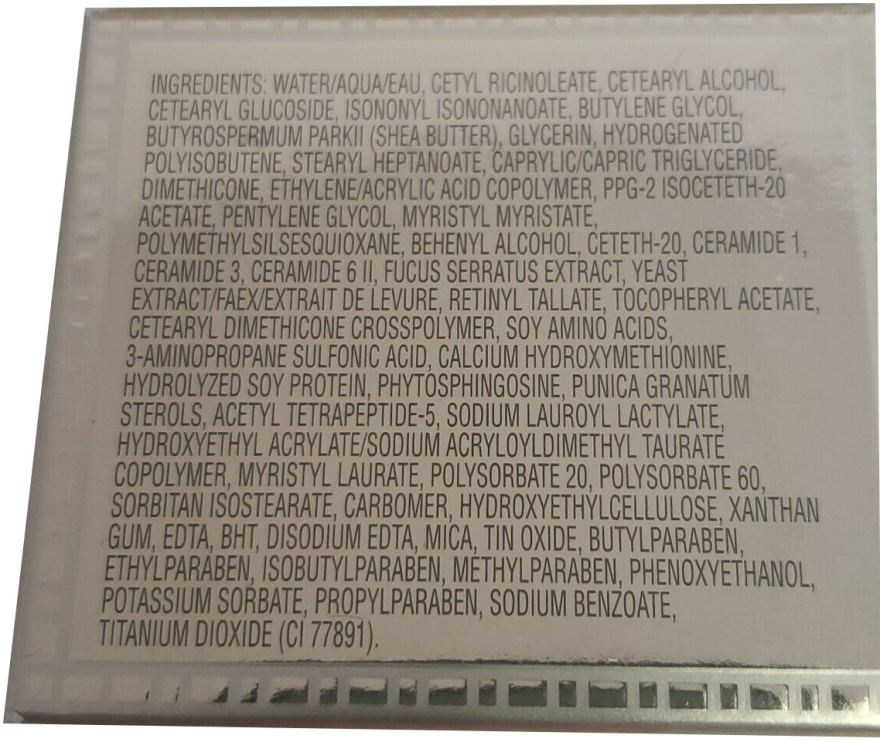 INGREDIENTS: WATER/AQUA/EAU, CETYL RICINOLEATE, CETEARYL ALCOHOL,
CETEARYL GLUCOSIDE, ISONONYL ISONONANOATE, BUTYLENE GLYCOL,
BUTYROSPERMUM PARKII (SHEA BUTTER), GLYCERIN, HYDROGENATED
POLYISOBUTENE, STEARYL HEPTANOATE, CAPRYLIC/CAPRIC TRIGLYCERIDE,
DIMETHICONE, ETHYLENE/ACRYLIC ACID COPOLYMER, PPG-2 ISOCETETH-20
ACETATE, PENTYLENE GLYCOL, MYRISTYL MYRISTATE,
POLYMETHYLSILSESQUIOXANE, BEHENYL ALCOHOL, CETETH-20, CERAMIDE 1,
CERAMIDE 3, CERAMIDE 6 II, FUCUS SERRATUS EXTRACT, YEAST
EXTRACT/FAEX/EXTRAIT DE LEVURE, RETINYL TALLATE, TOCOPHERYL ACETATE,
CETEARYL DIMETHICONE CROSSPOLYMER, SOY AMINO ACIDS,
3-AMINOPROPANE SULFONIC ACID, CALCIUM HYDROXYMETHIONINE,
HYDROLYZED SOY PROTEIN, PHYTOSPHINGOSINE, PUNICA GRANATUM
STEROLS, ACETYL TETRAPEPTIDE-5, SODIUM LAUROYL LACTYLATE,
HYDROXYETHYL ACRYLATE/SODIUM ACRYLOYLDIMETHYL TAURATE
COPOLYMER, MYRISTYL LAURATE, POLYSORBATE 20, POLYSORBATE 60,
SORBITAN ISOSTEARATE, CARBOMER, HYDROXYETHYLCELLULOSE, XANTHAN
GUM, EDTA, BHT, DISODIUM EDTA, MICA, TIN OXIDE, BUTYLPARABEN,
ETHYLPARABEN, ISOBUTYLPARABEN, METHYLPARABEN, PHENOXYETHANOL,
POTASSIUM SORBATE, PROPYLPARABEN, SODIUM BENZOATE,
TITANIUM DIOXIDE (CI 77891).